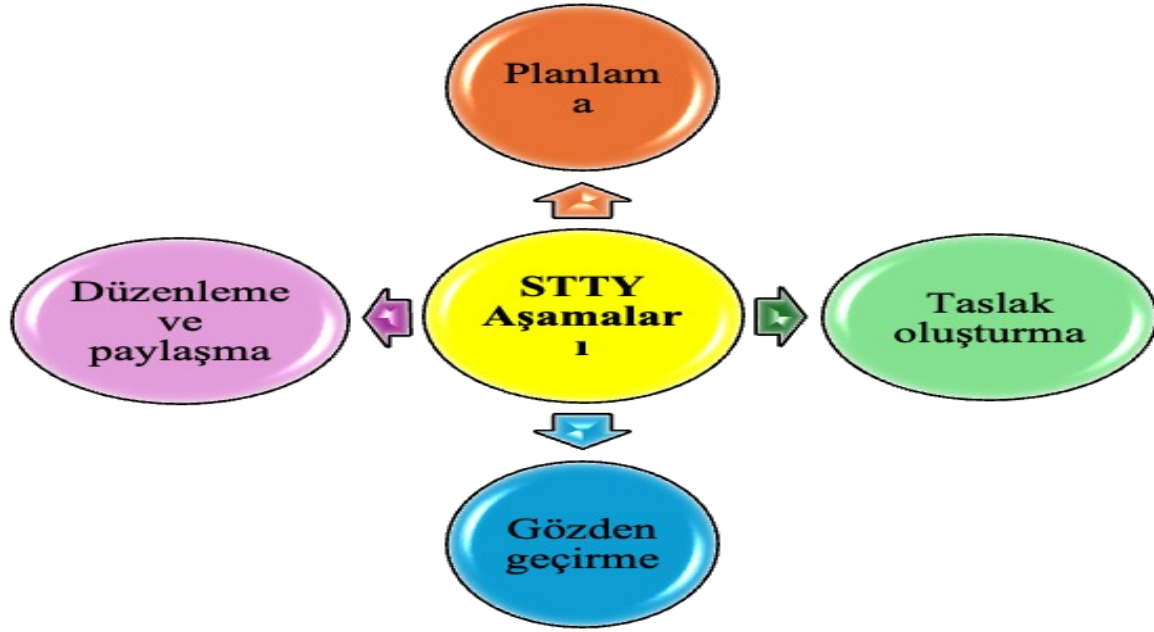 Planlam
a
Düzenleme
ve
paylaşma
STTY
Aşamalar
ı
Taslak
oluşturma
Gözden
geçirme